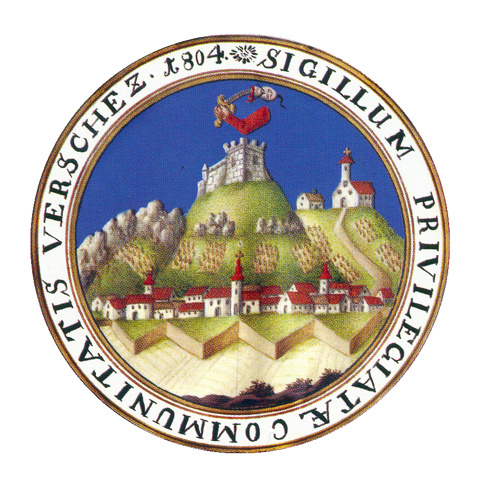 SIGILLUM PRIVILEGIATÆ COMMUNITATIS VERSCHEZ · 1804.